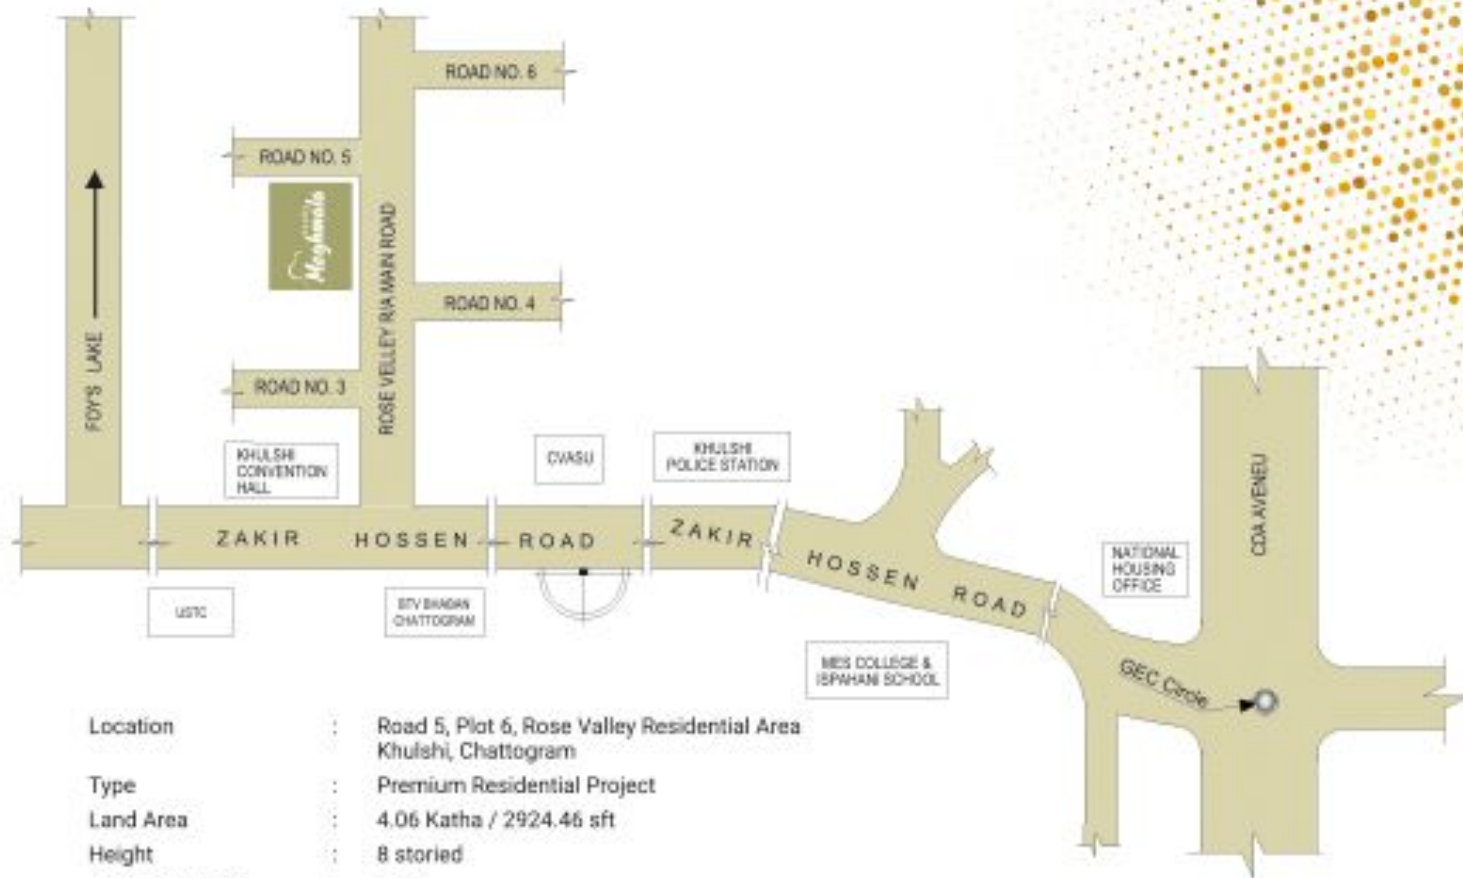 ROAD NO. 6
ROAD NO. 5
Meghmala
ROSE VELLEY R/A MAIN ROAD
ROAD NO. 4
FOY'S LAKE
ROAD NO. 3
KHULSHI
CONVENTION
HALL
CVASU
KHULSHI
POLICE STATION
CDA AVENEU
ZAKIR HOSSEN ROAD
ZAKIR HOSSEN ROAD
NATIONAL
HOUSING
OFFICE
USTC
BTV BHABAN
CHATTOGRAM
MES COLLEGE &
ISPAHANI SCHOOL
GEC Circle
Location : Road 5, Plot 6, Rose Valley Residential Area
Khulshi, Chattogram
Type : Premium Residential Project
Land Area : 4.06 Katha / 2924.46 sft
Height : 8 storied